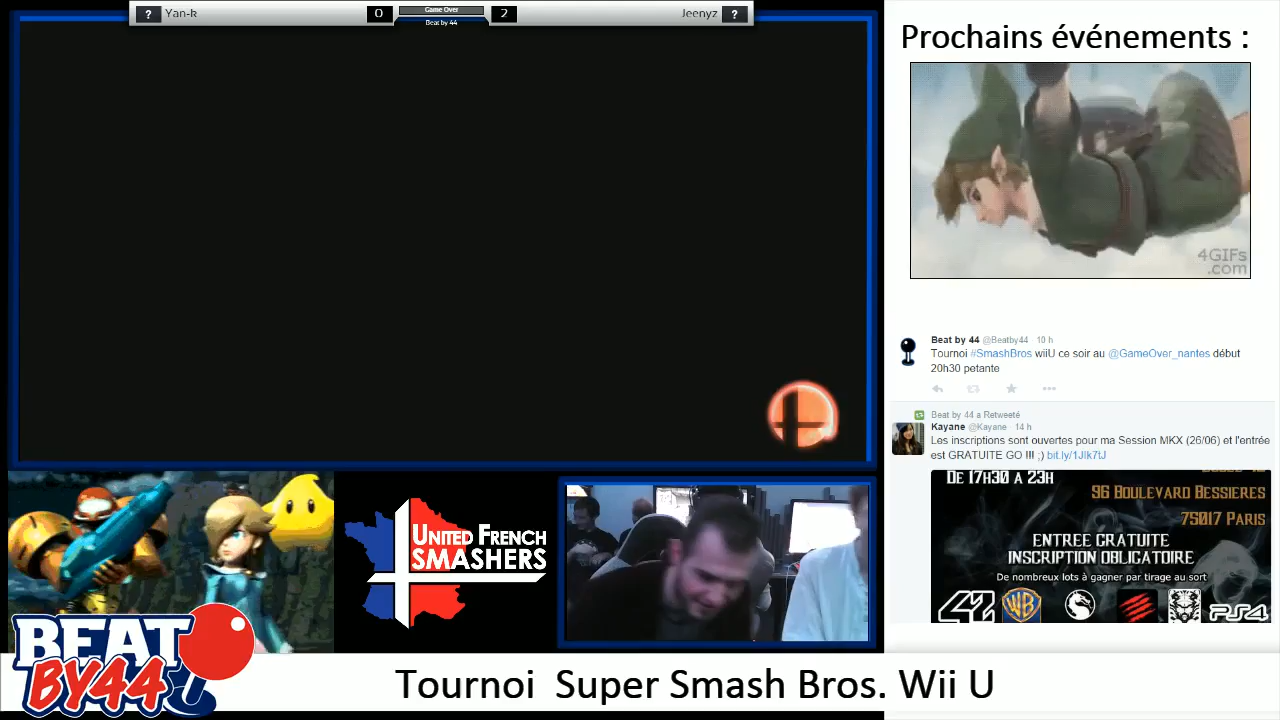 ? Yan-k 0 Game Over 2 Jeenyz ?
Beat by 44
Prochains événements :
4GIFs
.com
Beat by 44 @Beatby44 · 10 h
Tournoi #SmashBros wiiU ce soir au @GameOver_nantes début
20h30 petante
Beat by 44 a Retweeté
Kayane @Kayane · 14 h
Les inscriptions sont ouvertes pour ma Session MKX (26/06) et l'entrée
est GRATUITE GO !!! ;) bit.ly/1JIk7tJ
DE 17H30 A 23H
96 BOULEVARD BESSIERES
75017 PARIS
ENTREE GRATUITE
INSCRIPTION OBLIGATOIRE
De nombreux lots à gagner par tirage au sort
42 WB PS4
UNITED FRENCH
SMASHERS
BEAT
BY44
Tournoi Super Smash Bros. Wii U